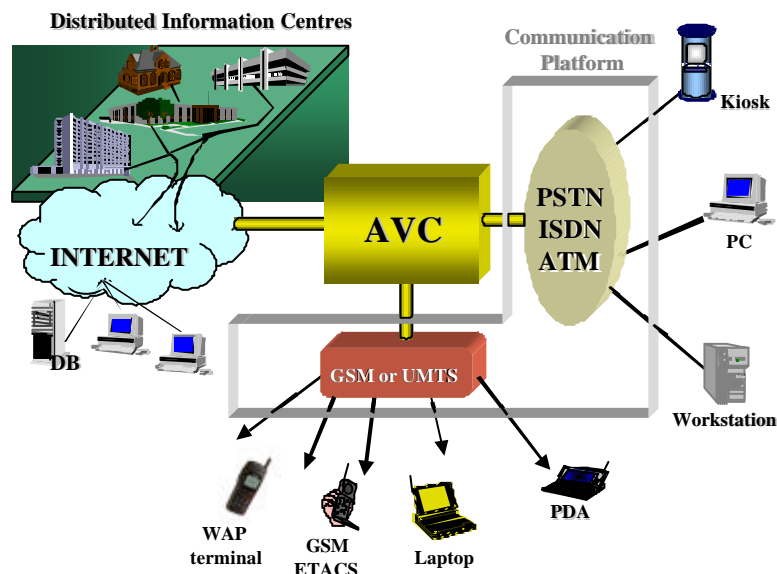 Distributed Information Centres
Communication
Platform
Kiosk
PSTN
ISDN
ATM
AVC
INTERNET
PC
DB
GSM or UMTS
Workstation
WAP
terminal
GSM
ETACS
Laptop
PDA